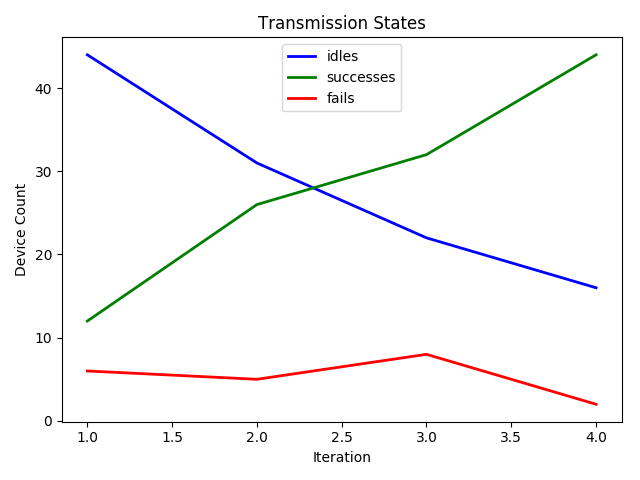 Transmission States
idles
successes
fails
Device Count
40
30
20
10
0
1.0 1.5 2.0 2.5 3.0 3.5 4.0
Iteration